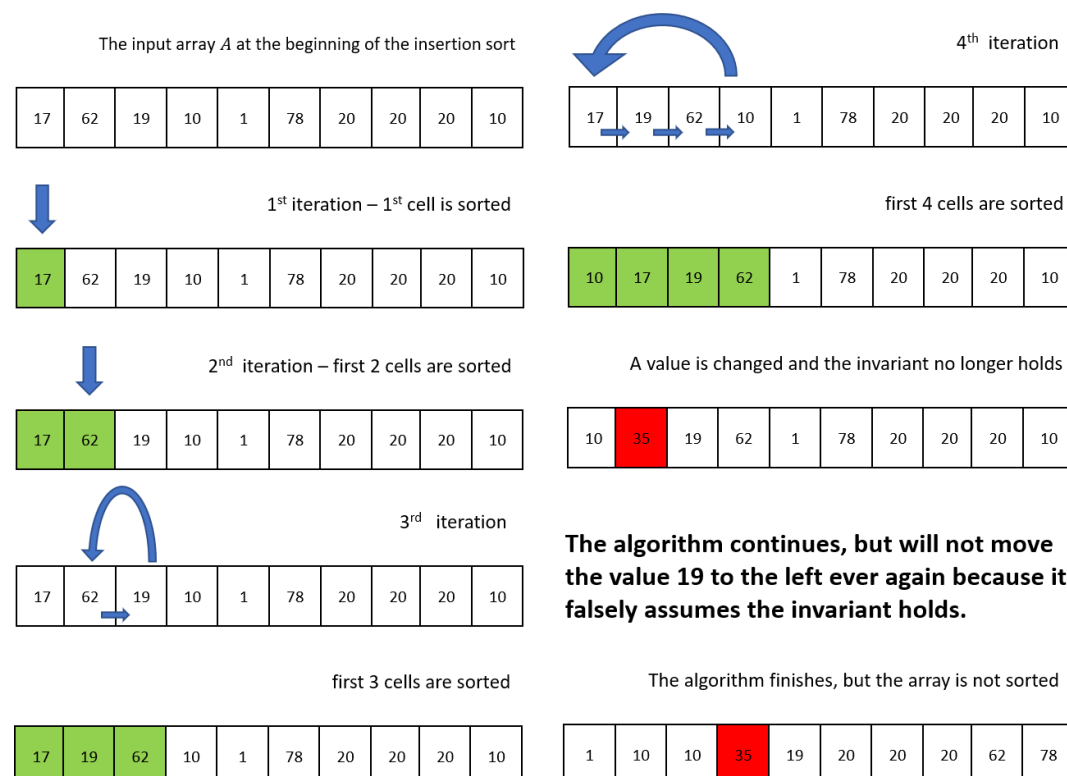 The input array A at the beginning of the insertion sort
17 62 19 10 1 78 20 20 20 10
1st iteration – 1st cell is sorted
17 62 19 10 1 78 20 20 20 10
2nd iteration – first 2 cells are sorted
17 62 19 10 1 78 20 20 20 10
3rd iteration
17 62 19 10 1 78 20 20 20 10
first 3 cells are sorted
17 19 62 10 1 78 20 20 20 10
4th iteration
17 19 62 10 1 78 20 20 20 10
first 4 cells are sorted
10 17 19 62 1 78 20 20 20 10
A value is changed and the invariant no longer holds
10 35 19 62 1 78 20 20 20 10
The algorithm continues, but will not move
the value 19 to the left ever again because it
falsely assumes the invariant holds.
The algorithm finishes, but the array is not sorted
1 10 10 35 19 20 20 20 62 78